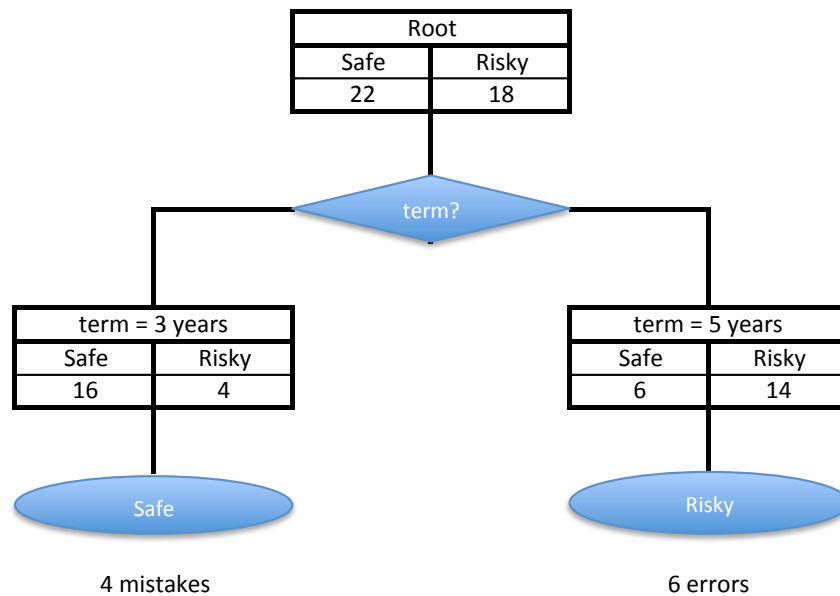 Root
Safe Risky
22 18
term?
term = 3 years
Safe Risky
16 4
Safe
4 mistakes
term = 5 years
Safe Risky
6 14
Risky
6 errors